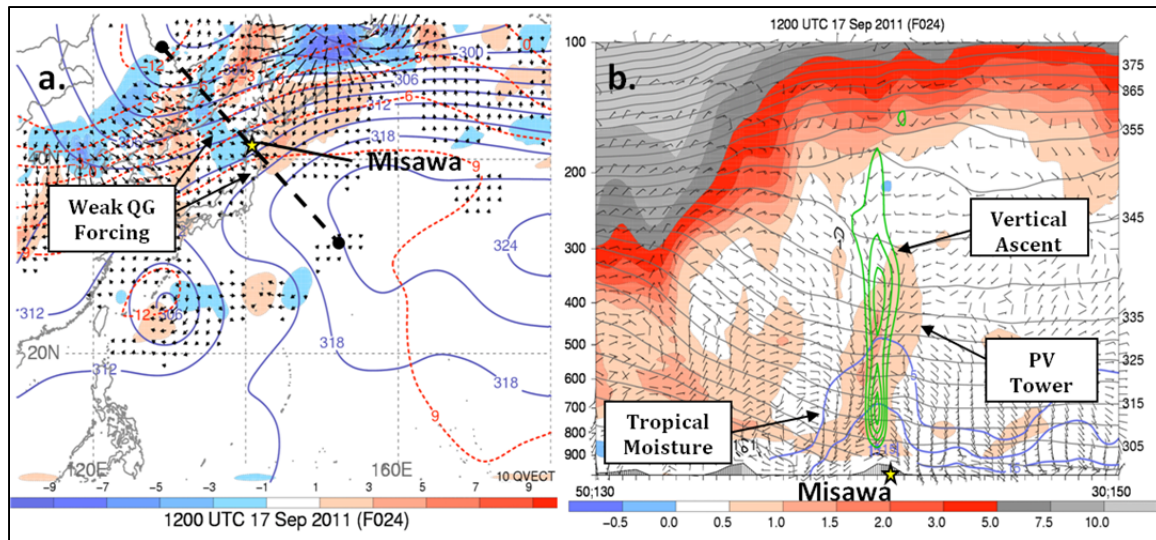 a.
-12
300
300
0
306
6
312
318
9
Misawa
Weak QG
Forcing
324
312
12
306
318
20N
312
318
9
120E
160E
10 QVECT
-9 -7 -5 -3 -1 1 3 5 7 9
1200 UTC 17 Sep 2011 (F024)
1200 UTC 17 Sep 2011 (F024)
b.
100
200
300
400
500
600
700
800
900
375
365
355
345
335
325
315
305
Vertical
Ascent
PV
Tower
Tropical
Moisture
Misawa
50;130
30;150
-0.5 0.0 0.5 1.0 1.5 2.0 3.0 5.0 7.5 10.0